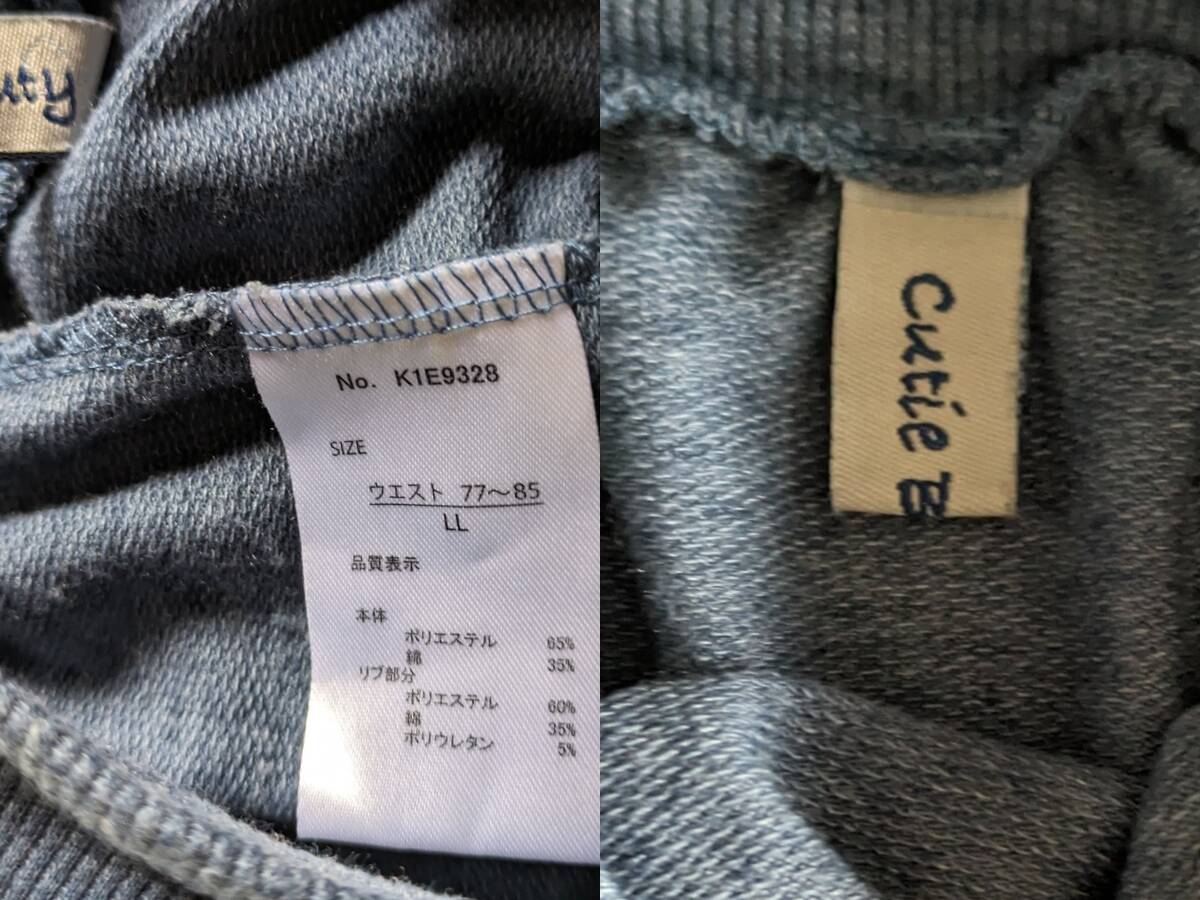 uty
No. K1E9328
SIZE
ウエスト 77〜85
LL
品質表示
本体
ポリエステル 65%
綿 35%
リブ部分
ポリエステル 60%
綿 35%
ポリウレタン 5%
Cutie B